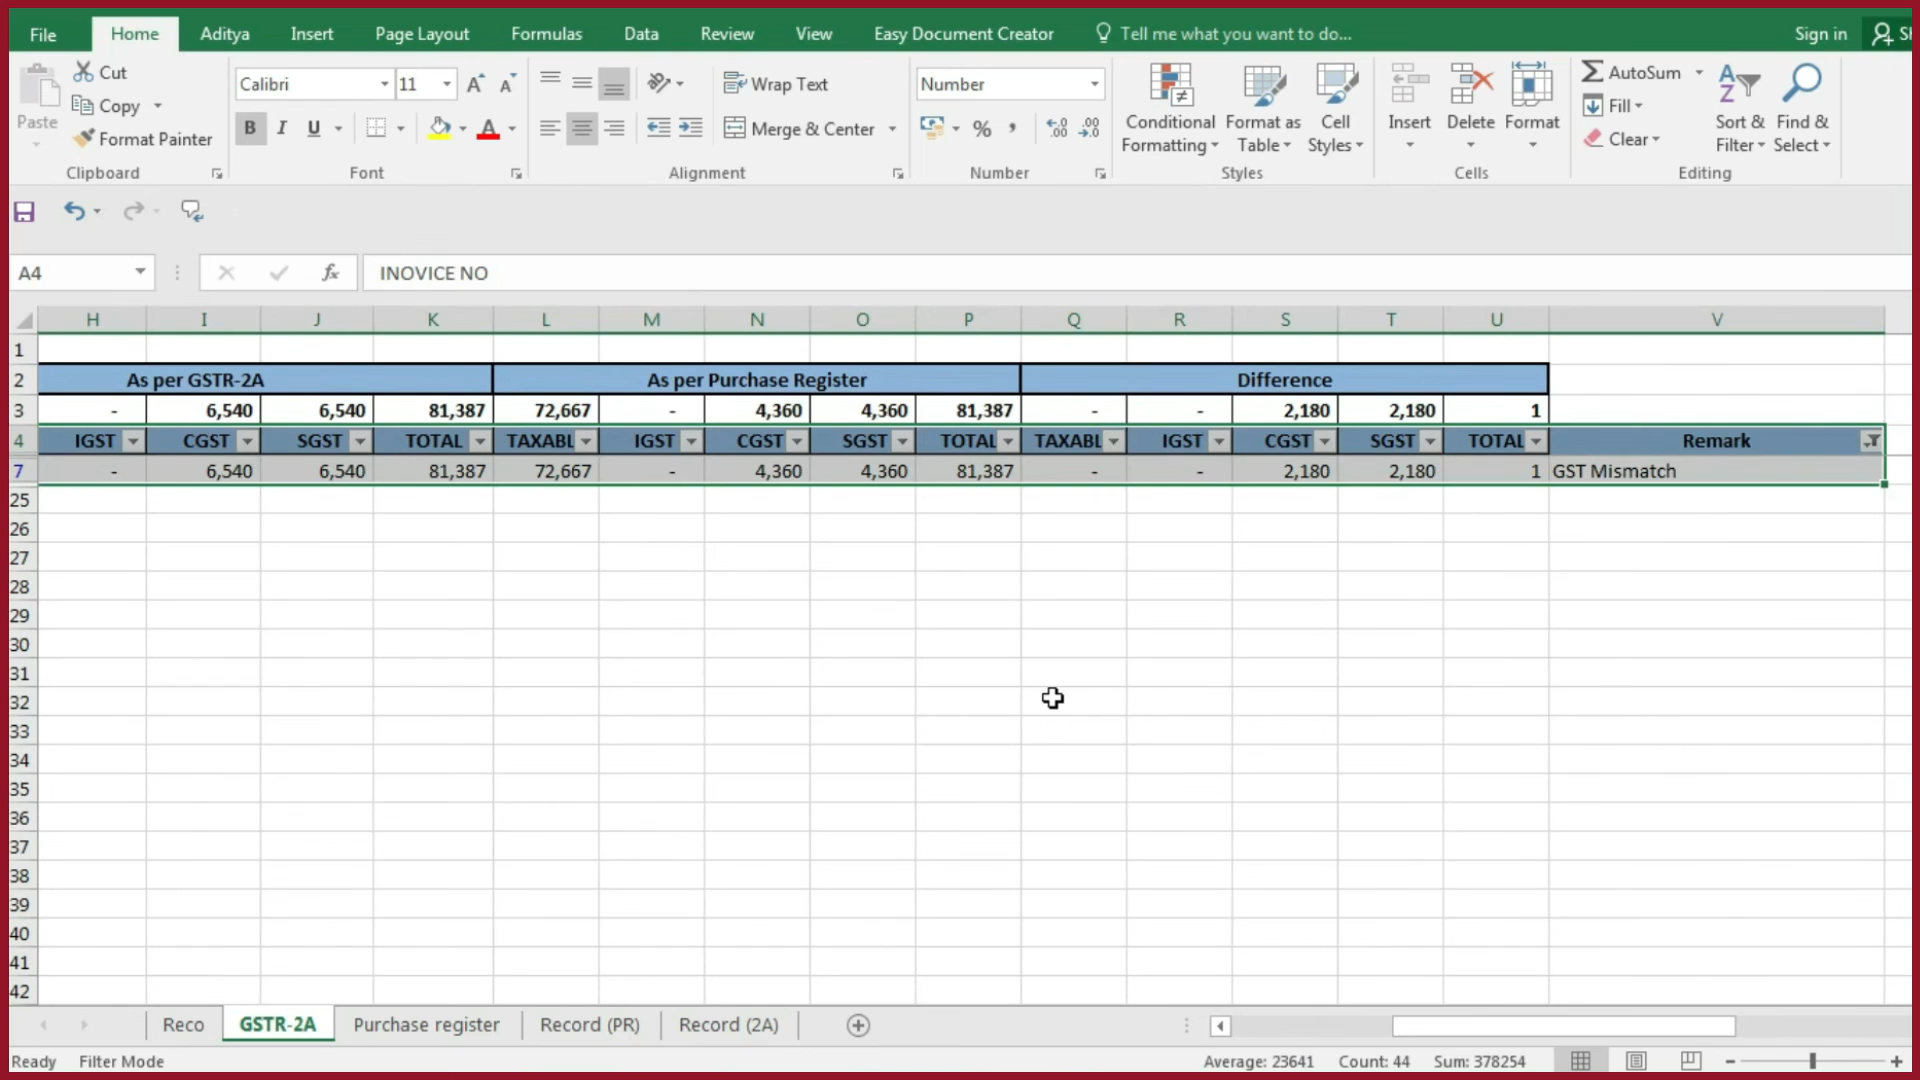 File Home Aditya Insert Page Layout Formulas Data Review View Easy Document Creator Tell me what you want to do... Sign in
Paste Cut Copy Format Painter
Clipboard
Calibri 11
B I U
Font
Wrap Text
Merge & Center
Alignment
Number
%
Number
Conditional Formatting
Format as Table
Cell Styles
Styles
Insert Delete Format
Cells
AutoSum
Fill
Clear
Sort & Filter
Find & Select
Editing
A4 fx INOVICE NO
H I J K L M N O P Q R S T U V
1
2 As per GSTR-2A As per Purchase Register Difference
3 - 6,540 6,540 81,387 72,667 - 4,360 4,360 81,387 - - 2,180 2,180 1
4 IGST CGST SGST TOTAL TAXABL IGST CGST SGST TOTAL TAXABL IGST CGST SGST TOTAL Remark
7 - 6,540 6,540 81,387 72,667 - 4,360 4,360 81,387 - - 2,180 2,180 1 GST Mismatch
25
26
27
28
29
30
31
32
33
34
35
36
37
38
39
40
41
42
Reco GSTR-2A Purchase register Record (PR) Record (2A)
Ready Filter Mode Average: 23641 Count: 44 Sum: 378254